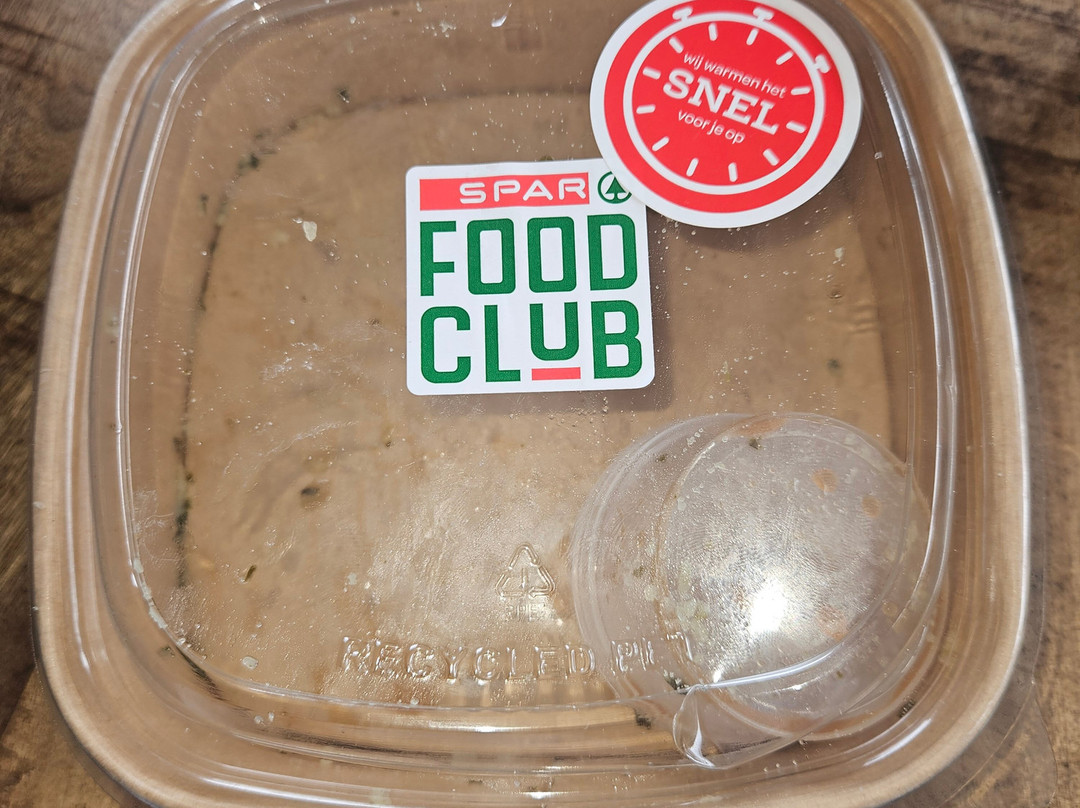 wij warmen het
SNEL
voor je op
SPAR
FOOD
CLUB
RECYCLED PET